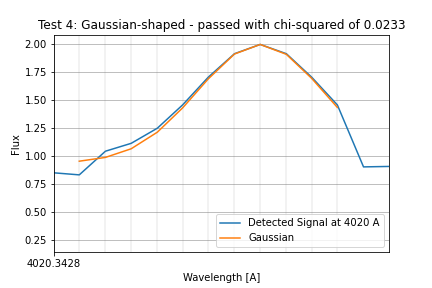 Test 4: Gaussian-shaped - passed with chi-squared of 0.0233
2.00
1.75
1.50
1.25
1.00
0.75
0.50
0.25
Flux
Detected Signal at 4020 A
Gaussian
4020.3428
Wavelength [A]